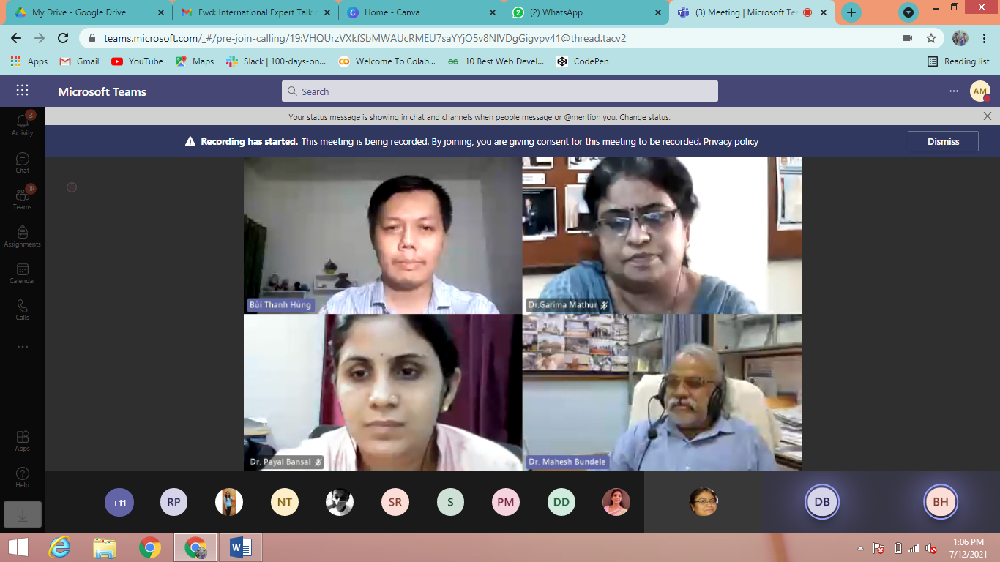 My Drive - Google Drive
Fwd: International Expert Talk
Home - Canva
(2) WhatsApp
(3) Meeting | Microsoft Te
teams.microsoft.com/_#/pre-join-calling/19:VHQUrzVXkfSbMWAUcRMEU7saYYjO5v8NlVDgGigvpv41@thread.tacv2
Apps
Gmail
YouTube
Maps
Slack | 100-days-on...
Welcome To Colab...
10 Best Web Devel...
CodePen
Reading list
Microsoft Teams
Search
AM
Your status message is showing in chat and channels when people message or @mention you. Change status.
Recording has started. This meeting is being recorded. By joining, you are giving consent for this meeting to be recorded. Privacy policy
Dismiss
3
Activity
Chat
Teams
Assignments
Calendar
Calls
Apps
Help
Bùi Thanh Hùng
Dr.Garima Mathur
Dr. Payal Bansal
Dr. Mahesh Bundele
+11
RP
NT
SR
S
PM
DD
DB
BH
1:06 PM
7/12/2021